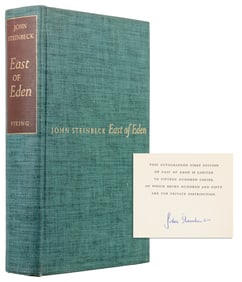 JOHN
STEINBECK
East
of
Eden
VIKING
JOHN STEINBECK East of Eden
THIS AUTOGRAPHED FIRST EDITION
OF EAST OF EDEN IS LIMITED
TO FIFTEEN HUNDRED COPIES,
OF WHICH SEVEN HUNDRED AND FIFTY
ARE FOR PRIVATE DISTRIBUTION.
John Steinbeck